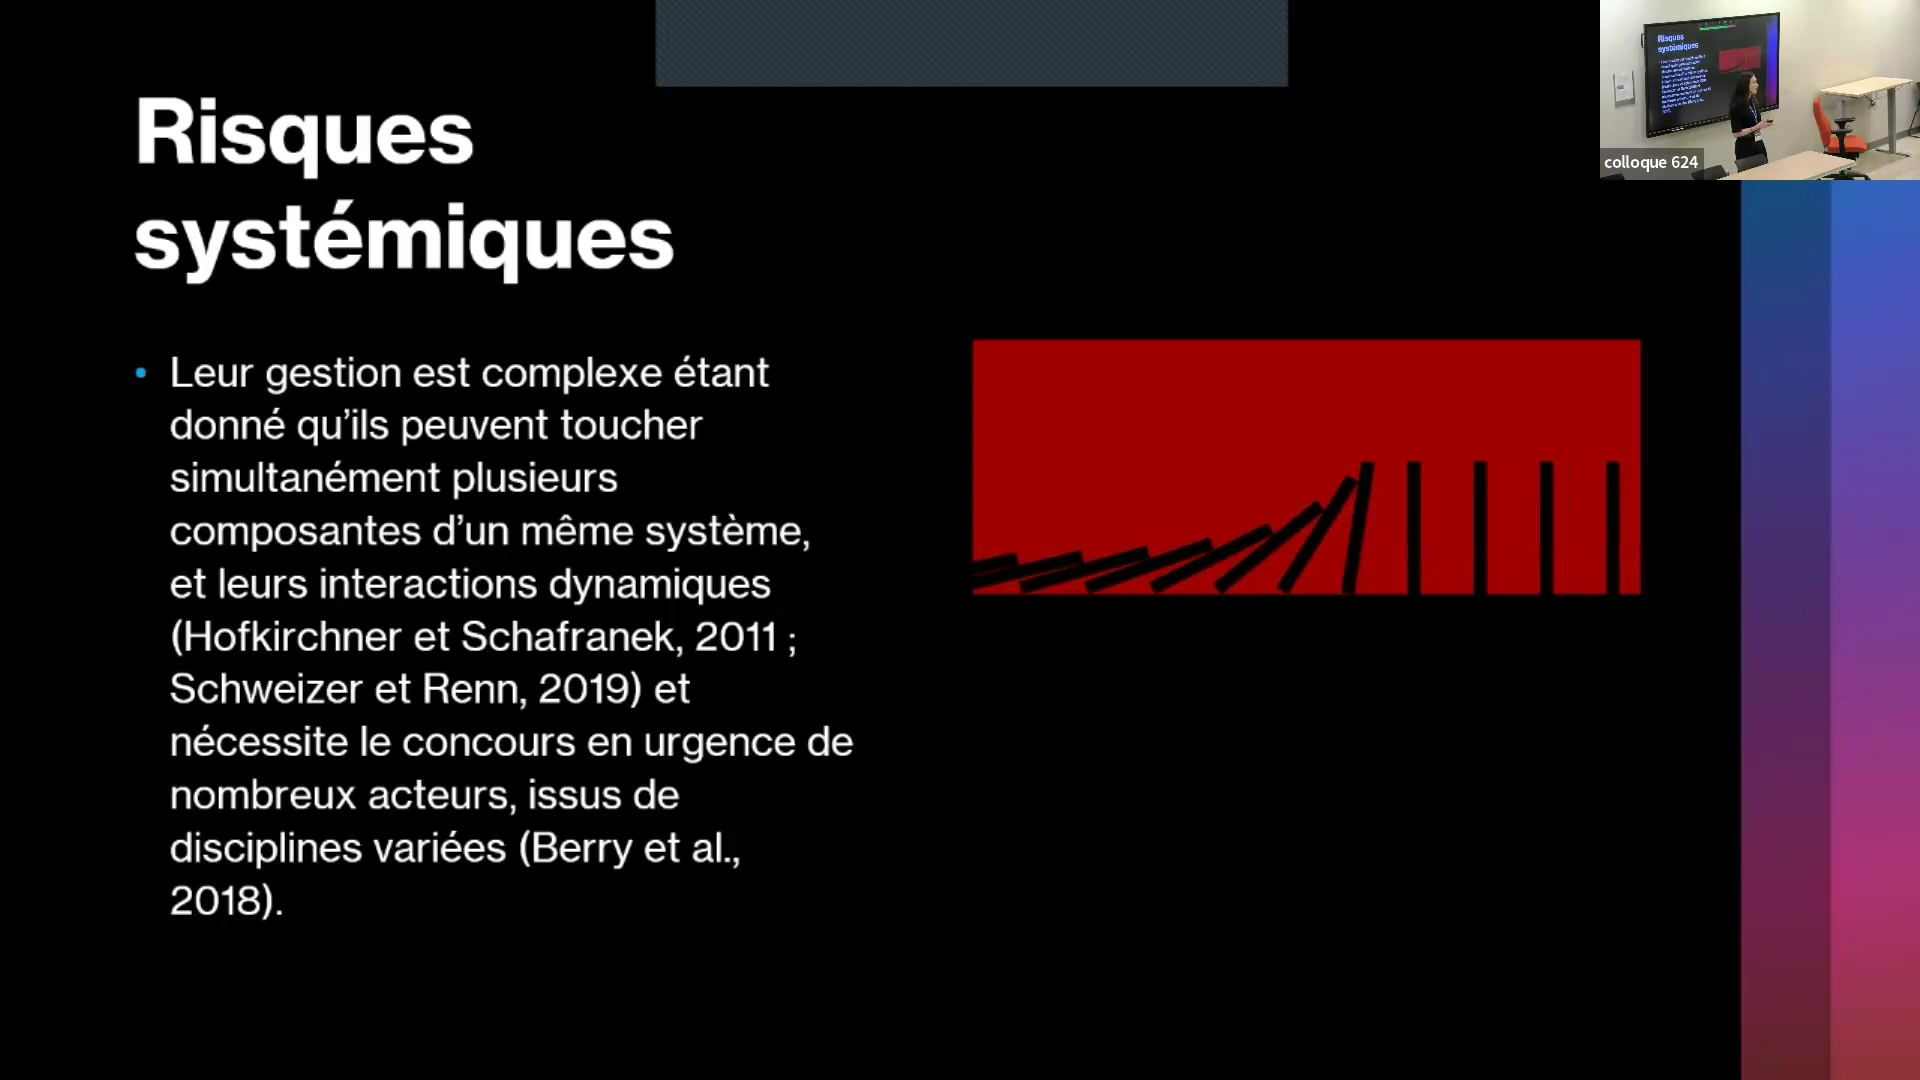 Risques
systémiques
• Leur gestion est complexe étant
donné qu’ils peuvent toucher
simultanément plusieurs
composantes d’un même système,
et leurs interactions dynamiques
(Hofkirchner et Schafranek, 2011 ;
Schweizer et Renn, 2019) et
nécessite le concours en urgence de
nombreux acteurs, issus de
disciplines variées (Berry et al.,
2018).
Risques
systémiques
colloque 624